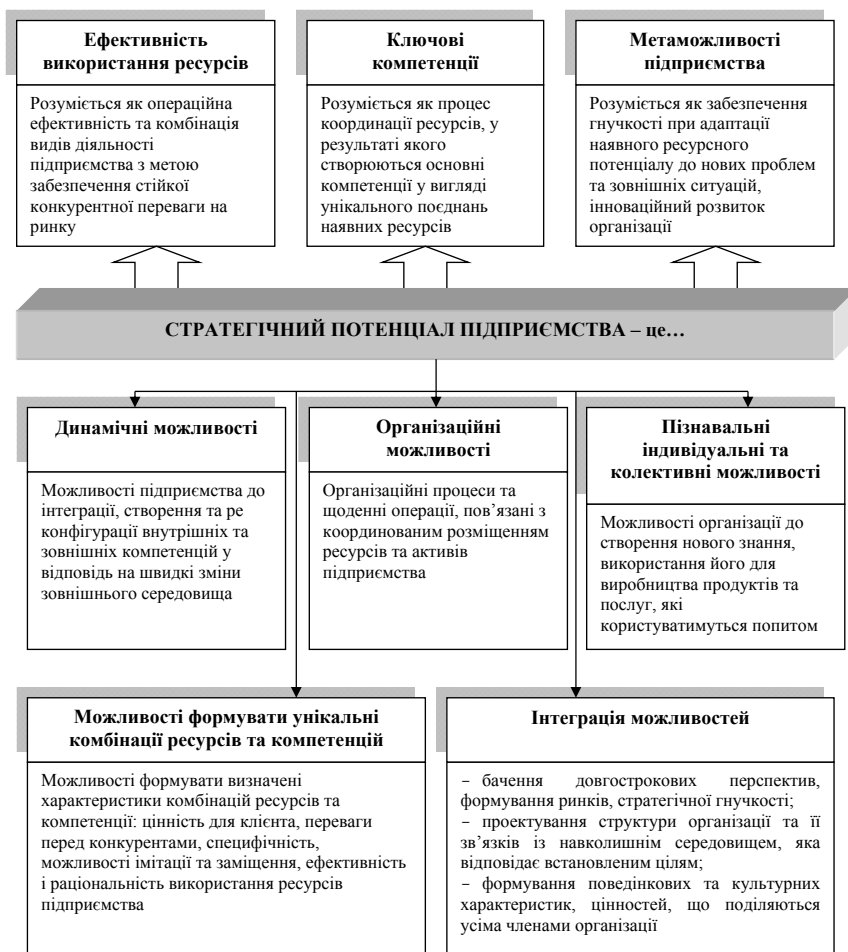 Ефективність
використання ресурсів
Розуміється як операційна
ефективність та комбінація
видів діяльності
підприємства з метою
забезпечення стійкої
конкурентної переваги на
ринку
Ключові
компетенції
Розуміється як процес
координації ресурсів, у
результаті якого
створюються основні
компетенції у вигляді
унікального поєднань
наявних ресурсів
Метаможливості
підприємства
Розуміється як забезпечення
гнучкості при адаптації
наявного ресурсного
потенціалу до нових проблем
та зовнішніх ситуацій,
інноваційний розвиток
організації
СТРАТЕГІЧНИЙ ПОТЕНЦІАЛ ПІДПРИЄМСТВА – це…
Динамічні можливості
Можливості підприємства до
інтеграції, створення та ре
конфігурації внутрішніх та
зовнішніх компетенцій у
відповідь на швидкі зміни
зовнішнього середовища
Організаційні
можливості
Організаційні процеси та
щоденні операції, пов’язані з
координованим розміщенням
ресурсів та активів
підприємства
Пізнавальні
індивідуальні та
колективні можливості
Можливості організації до
створення нового знання,
використання його для
виробництва продуктів та
послуг, які
користуватимуться попитом
Можливості формувати унікальні
комбінації ресурсів та компетенцій
Можливості формувати визначені
характеристики комбінацій ресурсів та
компетенції: цінність для клієнта, переваги
перед конкурентами, специфічність,
можливості імітації та заміщення, ефективність
і раціональність використання ресурсів
підприємства
Інтеграція можливостей
− бачення довгострокових перспектив,
формування ринків, стратегічної гнучкості;
− проектування структури організації та її
зв’язків із навколишнім середовищем, яка
відповідає встановленим цілям;
− формування поведінкових та культурних
характеристик, цінностей, що поділяються
усіма членами організації